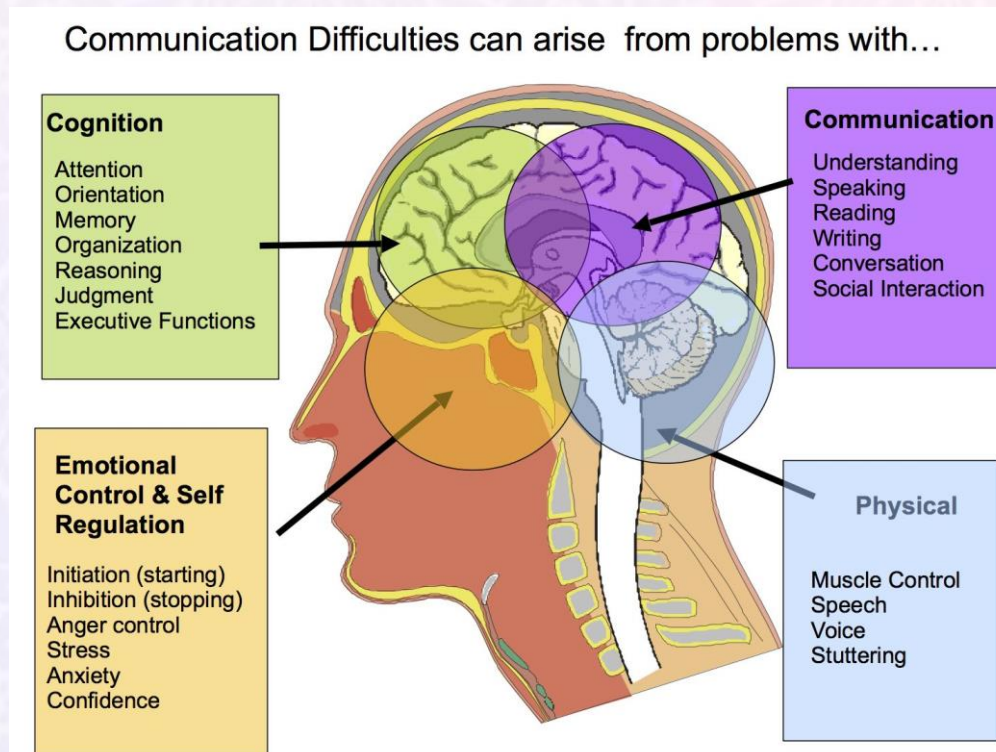 Communication Difficulties can arise  from problems with…
Cognition
Attention
Orientation
Memory
Organization
Reasoning
Judgment
Executive Functions
Communication
Understanding
Speaking
Reading
Writing
Conversation
Social Interaction
Emotional
Control & Self
Regulation
Initiation (starting)
Inhibition (stopping)
Anger control
Stress
Anxiety
Confidence
Physical
Muscle Control
Speech
Voice
Stuttering